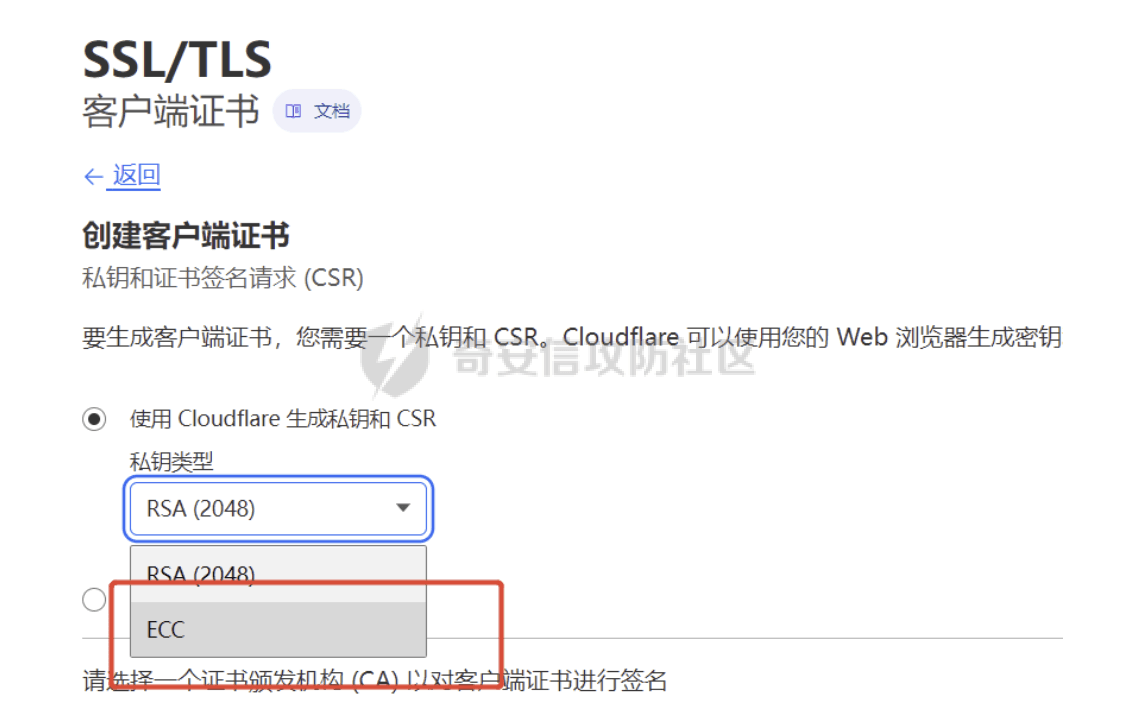 SSL/TLS
客户端证书 文档
← 返回
创建客户端证书
私钥和证书签名请求 (CSR)
要生成客户端证书，您需要一个私钥和 CSR。Cloudflare 可以使用您的 Web 浏览器生成密钥
奇安信攻防社区
使用 Cloudflare 生成私钥和 CSR
私钥类型
RSA (2048)
RSA (2048)
ECC
请选择一个证书颁发机构 (CA) 以对客户端证书进行签名